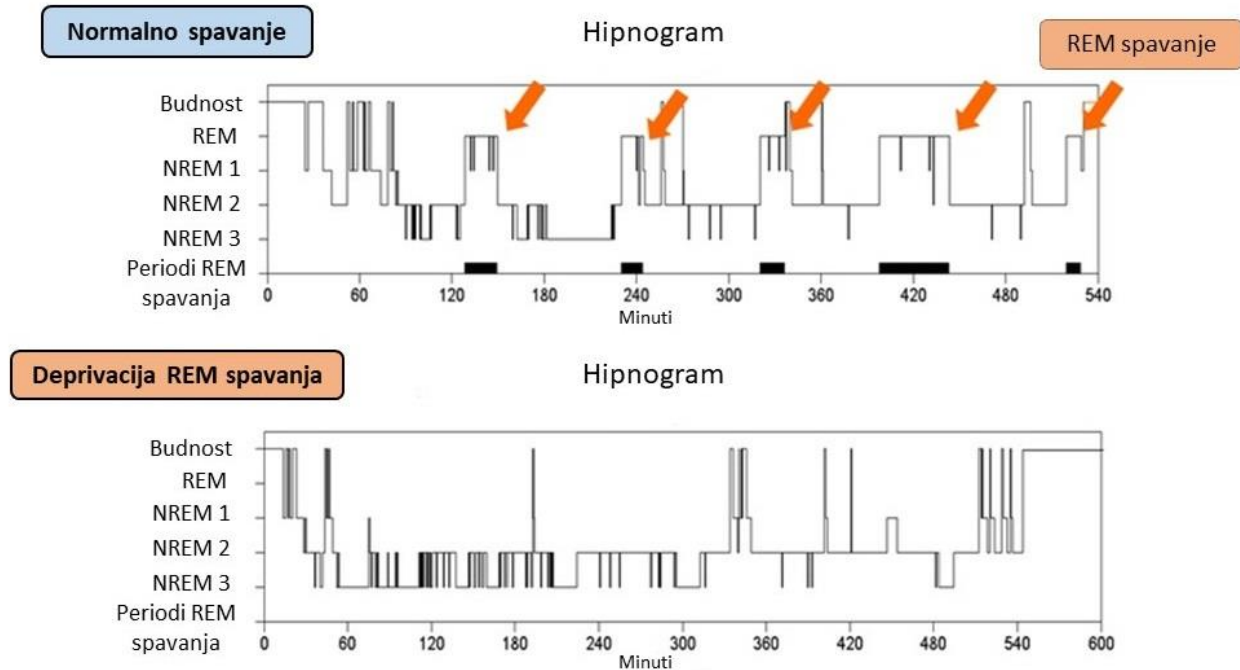 Normalno spavanje
Hipnogram
REM spavanje
Budnost
REM
NREM 1
NREM 2
NREM 3
Periodi REM
spavanja
0 60 120 180 240 300 360 420 480 540
Minuti
Deprivacija REM spavanja
Hipnogram
Budnost
REM
NREM 1
NREM 2
NREM 3
Periodi REM
spavanja
0 60 120 180 240 300 360 420 480 540 600
Minuti